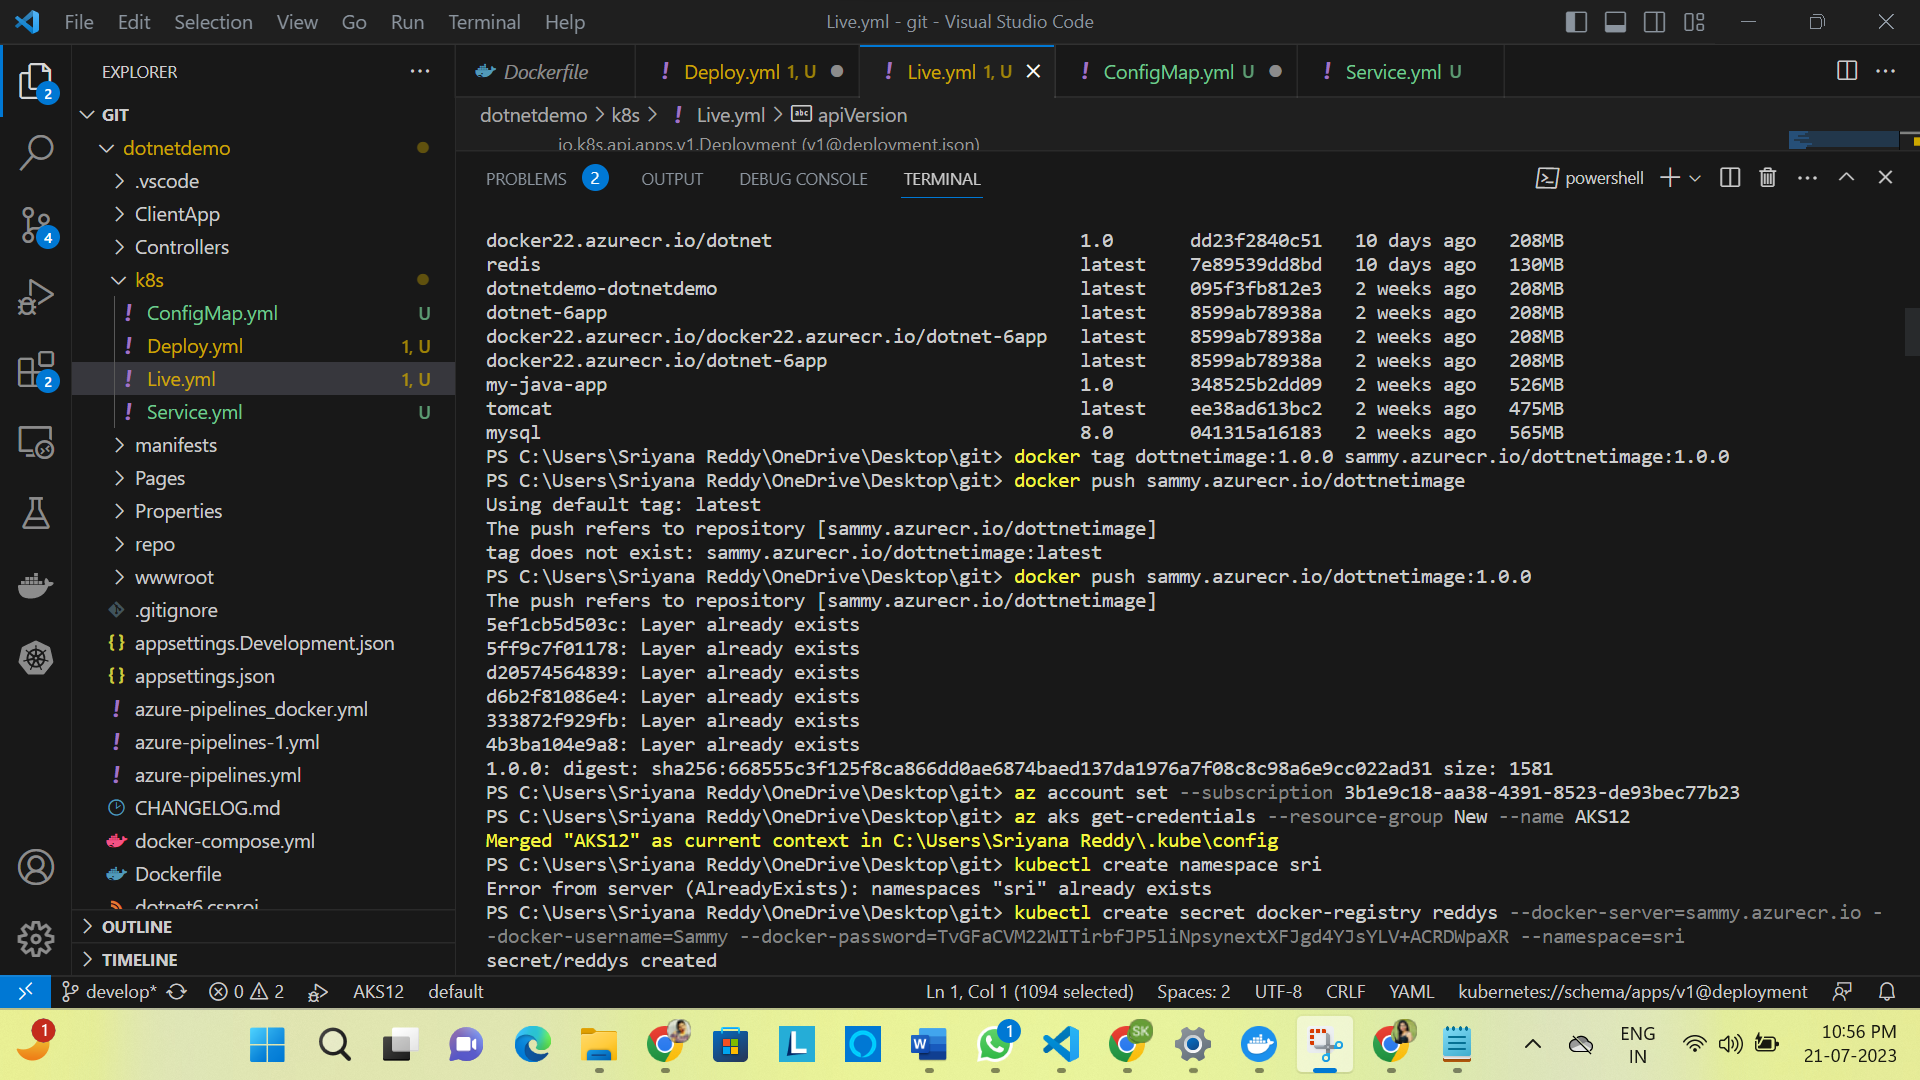 File Edit Selection View Go Run Terminal Help
Live.yml - git - Visual Studio Code
EXPLORER
Dockerfile
Deploy.yml 1, U
Live.yml 1, U
ConfigMap.yml U
Service.yml U
2
GIT
dotnetdemo > k8s > Live.yml > apiVersion
io.k8s.api.apps.v1.Deployment (v1@deployment.json)
dotnetdemo
.vscode
ClientApp
Controllers
k8s
ConfigMap.yml U
Deploy.yml 1, U
Live.yml 1, U
Service.yml U
manifests
Pages
Properties
repo
wwwroot
.gitignore
appsettings.Development.json
appsettings.json
azure-pipelines_docker.yml
azure-pipelines-1.yml
azure-pipelines.yml
CHANGELOG.md
docker-compose.yml
Dockerfile
dotnet6.csproj
OUTLINE
TIMELINE
4
2
PROBLEMS 2 OUTPUT DEBUG CONSOLE TERMINAL
powershell
docker22.azurecr.io/dotnet 1.0 dd23f2840c51 10 days ago 208MB
redis latest 7e89539dd8bd 10 days ago 130MB
dotnetdemo-dotnetdemo latest 095f3fb812e3 2 weeks ago 208MB
dotnet-6app latest 8599ab78938a 2 weeks ago 208MB
docker22.azurecr.io/docker22.azurecr.io/dotnet-6app latest 8599ab78938a 2 weeks ago 208MB
docker22.azurecr.io/dotnet-6app latest 8599ab78938a 2 weeks ago 208MB
my-java-app 1.0 348525b2dd09 2 weeks ago 526MB
tomcat latest ee38ad613bc2 2 weeks ago 475MB
mysql 8.0 041315a16183 2 weeks ago 565MB
PS C:\Users\Sriyana Reddy\OneDrive\Desktop\git> docker tag dottnetimage:1.0.0 sammy.azurecr.io/dottnetimage:1.0.0
PS C:\Users\Sriyana Reddy\OneDrive\Desktop\git> docker push sammy.azurecr.io/dottnetimage
Using default tag: latest
The push refers to repository [sammy.azurecr.io/dottnetimage]
tag does not exist: sammy.azurecr.io/dottnetimage:latest
PS C:\Users\Sriyana Reddy\OneDrive\Desktop\git> docker push sammy.azurecr.io/dottnetimage:1.0.0
The push refers to repository [sammy.azurecr.io/dottnetimage]
5ef1cb5d503c: Layer already exists
5ff9c7f01178: Layer already exists
d20574564839: Layer already exists
d6b2f81086e4: Layer already exists
333872f929fb: Layer already exists
4b3ba104e9a8: Layer already exists
1.0.0: digest: sha256:668555c3f125f8ca866dd0ae6874baed137da1976a7f08c8c98a6e9cc022ad31 size: 1581
PS C:\Users\Sriyana Reddy\OneDrive\Desktop\git> az account set --subscription 3b1e9c18-aa38-4391-8523-de93bec77b23
PS C:\Users\Sriyana Reddy\OneDrive\Desktop\git> az aks get-credentials --resource-group New --name AKS12
Merged "AKS12" as current context in C:\Users\Sriyana Reddy\.kube\config
PS C:\Users\Sriyana Reddy\OneDrive\Desktop\git> kubectl create namespace sri
Error from server (AlreadyExists): namespaces "sri" already exists
PS C:\Users\Sriyana Reddy\OneDrive\Desktop\git> kubectl create secret docker-registry reddys --docker-server=sammy.azurecr.io -
-docker-username=Sammy --docker-password=TvGFaCVM22WITirbfJP5liNpsynextXFJgd4YJsYLV+ACRDWpaXR --namespace=sri
secret/reddys created
develop* 0 2 AKS12 default
Ln 1, Col 1 (1094 selected) Spaces: 2 UTF-8 CRLF YAML kubernetes://schema/apps/v1@deployment
1
L
W
1
SK
ENG
IN
10:56 PM
21-07-2023